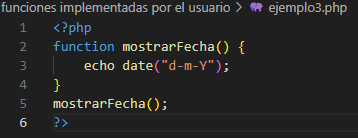 funciones implementadas por el usuario > ejemplo3.php
1 <?php
2 function mostrarFecha() {
3     echo date("d-m-Y");
4 }
5 mostrarFecha();
6 ?>